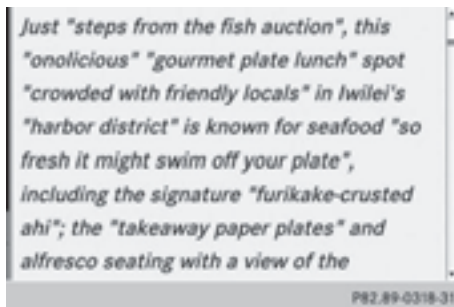 Just "steps from the fish auction", this
"onolicious" "gourmet plate lunch" spot
"crowded with friendly locals" in Iwilei's
"harbor district" is known for seafood "so
fresh it might swim off your plate",
including the signature "furikake-crusted
ahi"; the "takeaway paper plates" and
alfresco seating with a view of the
P82.89-0318-31